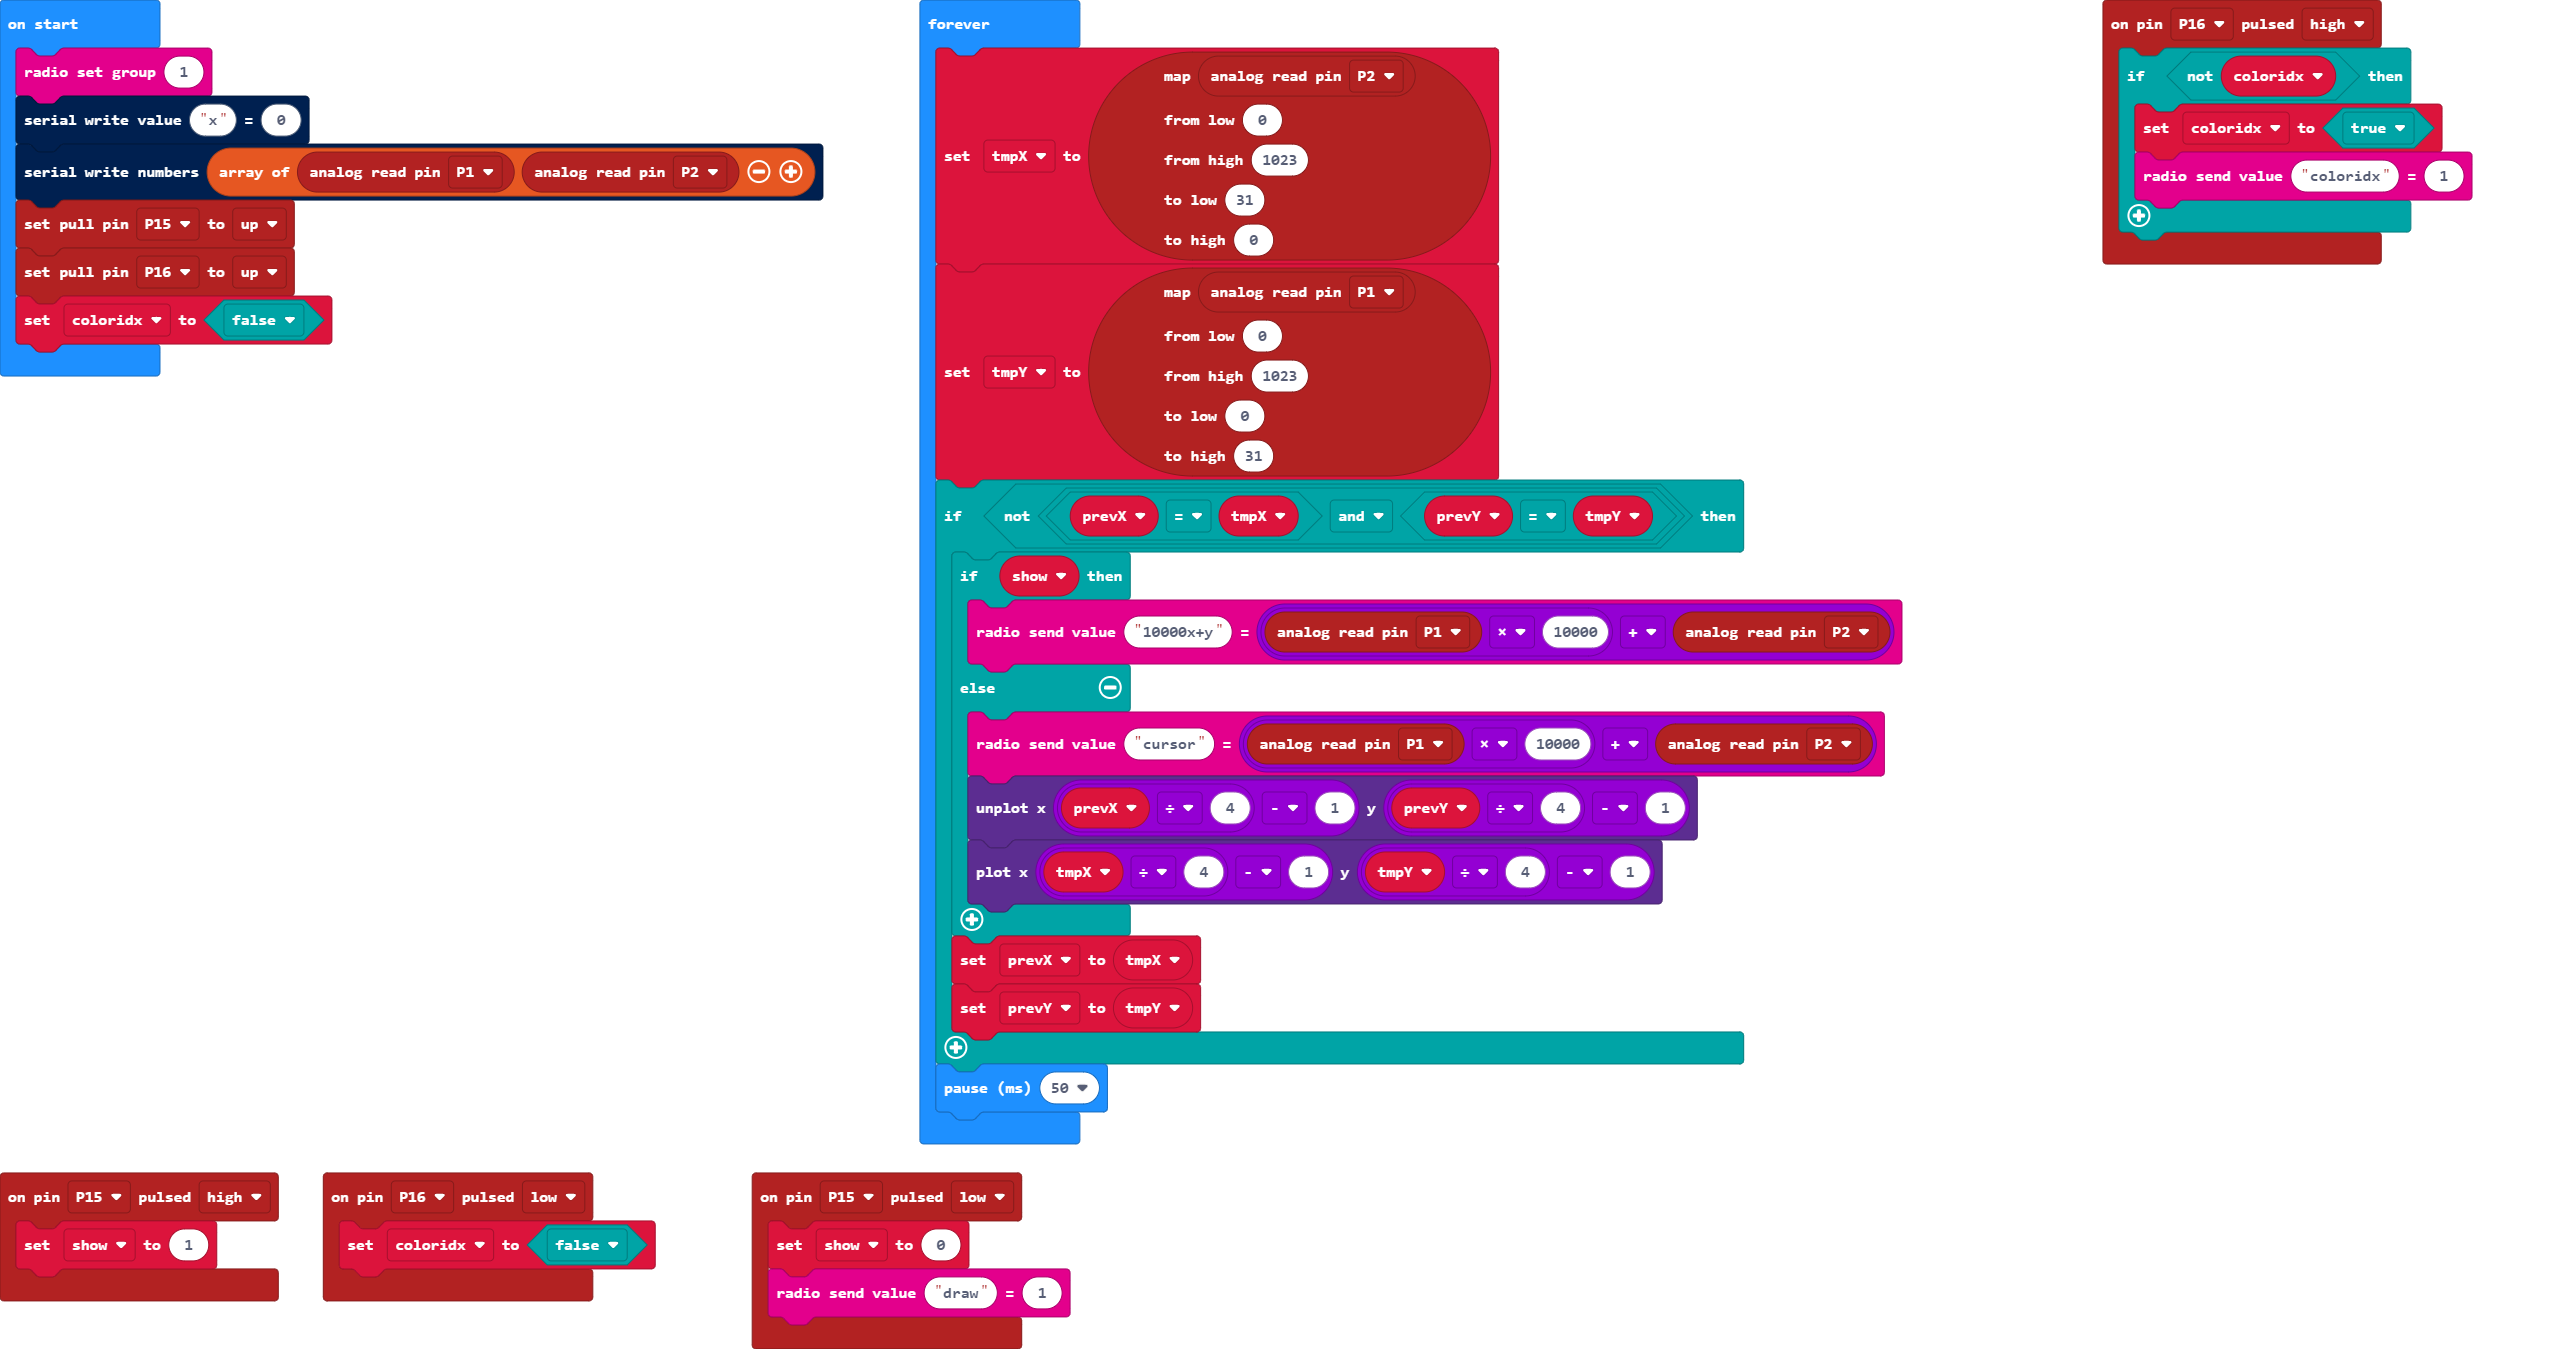 on start
radio set group 1
serial write value "x" = 0
serial write numbers array of analog read pin P1 analog read pin P2
set pull pin P15 to up
set pull pin P16 to up
set coloridx to false
forever
set tmpX to map analog read pin P2
from low 0
from high 1023
to low 31
to high 0
set tmpY to map analog read pin P1
from low 0
from high 1023
to low 0
to high 31
if not prevX = tmpX and prevY = tmpY then
if show then
radio send value "10000x+y" = analog read pin P1 × 10000 + analog read pin P2
else
radio send value "cursor" = analog read pin P1 × 10000 + analog read pin P2
unplot x prevX ÷ 4 - 1 y prevY ÷ 4 - 1
plot x tmpX ÷ 4 - 1 y tmpY ÷ 4 - 1
set prevX to tmpX
set prevY to tmpY
pause (ms) 50
on pin P16 pulsed high
if not coloridx then
set coloridx to true
radio send value "coloridx" = 1
on pin P15 pulsed high
set show to 1
on pin P16 pulsed low
set coloridx to false
on pin P15 pulsed low
set show to 0
radio send value "draw" = 1